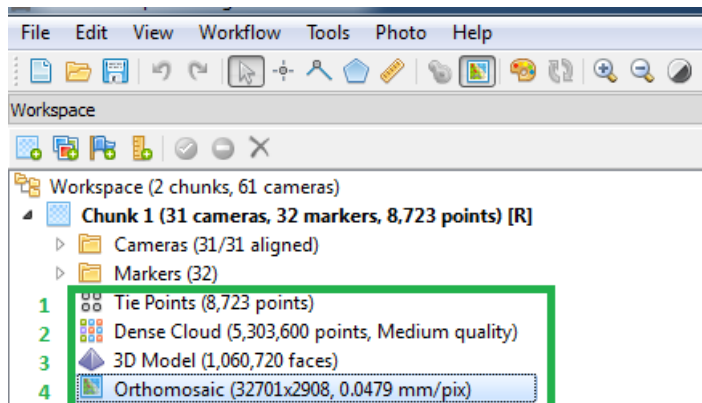 File Edit View Workflow Tools Photo Help
Workspace
Workspace (2 chunks, 61 cameras)
Chunk 1 (31 cameras, 32 markers, 8,723 points) [R]
Cameras (31/31 aligned)
Markers (32)
1 Tie Points (8,723 points)
2 Dense Cloud (5,303,600 points, Medium quality)
3 3D Model (1,060,720 faces)
4 Orthomosaic (32701x2908, 0.0479 mm/pix)